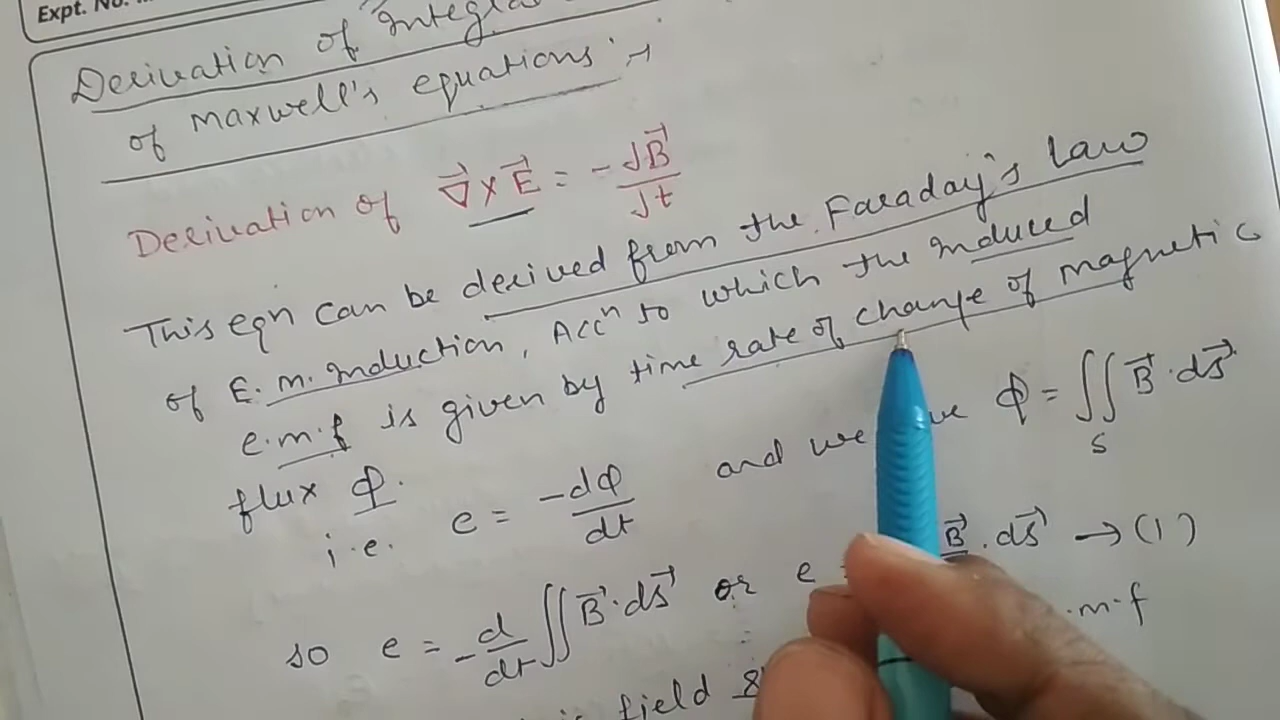 Expt. No.
Derivation of Integra
of maxwell's equations :→
Derivation of ∇⃗ × E⃗ = -∂B⃗/∂t
This eqn can be derived from the Faraday's Law
of E.m. Induction, Accⁿ to which the Induced
e.m.f is given by time rate of change of magnetic
flux Φ.
i.e. e = -dΦ/dt and we Φ = ∬_S B⃗.dS⃗
so e = -d/dt ∬ B⃗.dS⃗ or e B⃗.dS⃗ → (1)
.m.f
field